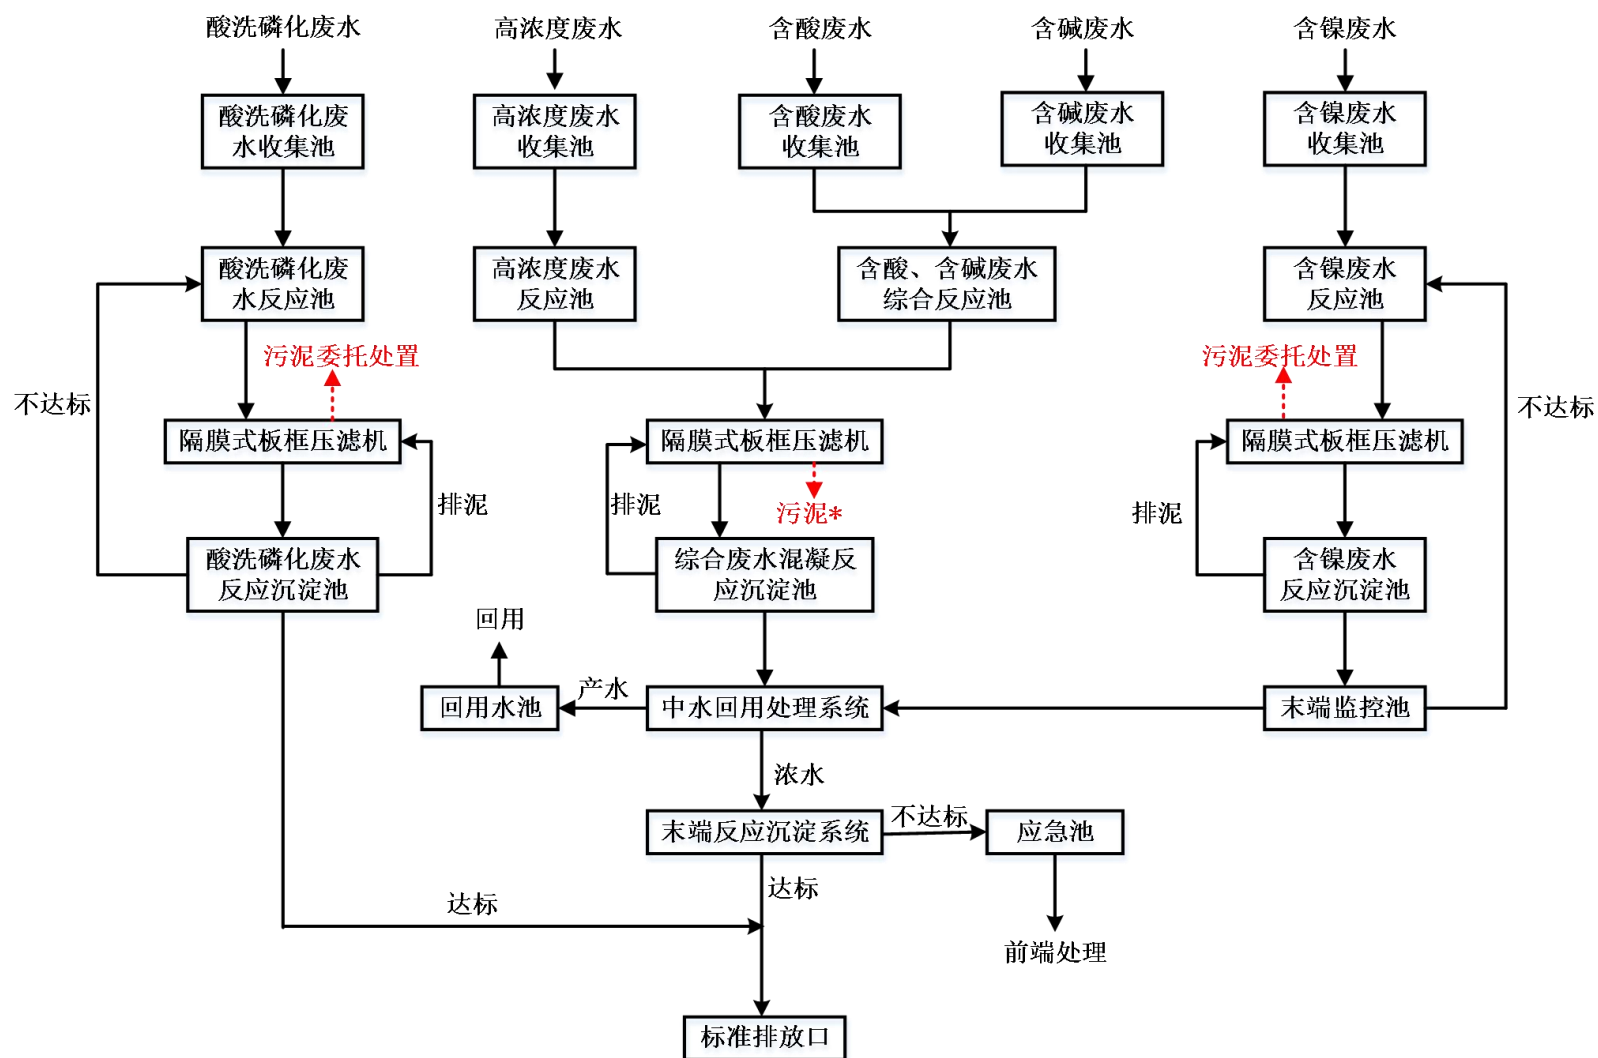 酸洗磷化废水
高浓度废水
含酸废水
含碱废水
含镍废水
酸洗磷化废
水收集池
高浓度废水
收集池
含酸废水
收集池
含碱废水
收集池
含镍废水
收集池
酸洗磷化废
水反应池
高浓度废水
反应池
含酸、含碱废水
综合反应池
含镍废水
反应池
污泥委托处置
污泥委托处置
不达标
不达标
隔膜式板框压滤机
隔膜式板框压滤机
隔膜式板框压滤机
排泥
排泥
污泥*
排泥
酸洗磷化废水
反应沉淀池
综合废水混凝反
应沉淀池
含镍废水
反应沉淀池
回用
产水
回用水池
中水回用处理系统
末端监控池
浓水
末端反应沉淀系统
不达标
应急池
达标
达标
前端处理
标准排放口